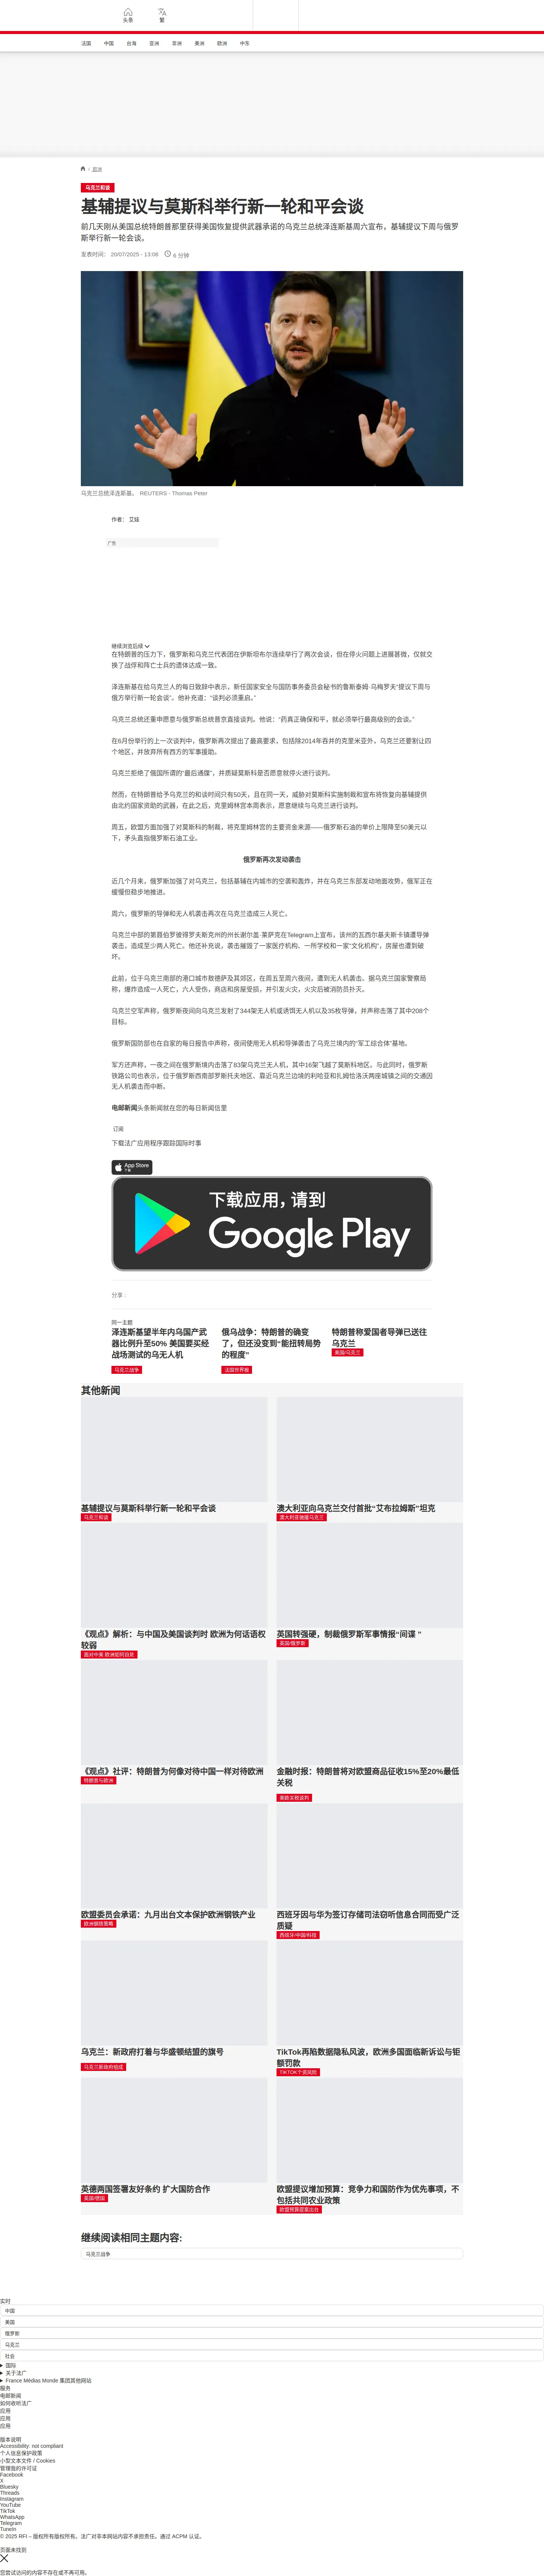 头条
繁
法国
中国
台海
亚洲
非洲
美洲
欧洲
中东
/ 欧洲
乌克兰和谈
基辅提议与莫斯科举行新一轮和平会谈
前几天刚从美国总统特朗普那里获得美国恢复提供武器承诺的乌克兰总统泽连斯基周六宣布，基辅提议下周与俄罗
斯举行新一轮会谈。
发表时间： 20/07/2025 - 13:08
6 分钟
乌克兰总统泽连斯基。 REUTERS - Thomas Peter
作者： 艾娃
广告
继续浏览后续
在特朗普的压力下，俄罗斯和乌克兰代表团在伊斯坦布尔连续举行了两次会谈，但在停火问题上进展甚微，仅就交
换了战俘和阵亡士兵的遗体达成一致。
泽连斯基在给乌克兰人的每日致辞中表示，新任国家安全与国防事务委员会秘书的鲁斯泰姆·乌梅罗夫“提议下周与
俄方举行新一轮会谈”。他补充道：“谈判必须重启。”
乌克兰总统还重申愿意与俄罗斯总统普京直接谈判。他说：“药真正确保和平，就必须举行最高级别的会谈。”
在6月份举行的上一次谈判中，俄罗斯再次提出了最高要求，包括除2014年吞并的克里米亚外，乌克兰还要割让四
个地区，并放弃所有西方的军事援助。
乌克兰拒绝了俄国所谓的“最后通牒”，并质疑莫斯科是否愿意就停火进行谈判。
然而，在特朗普给予乌克兰的和谈时间只有50天，且在同一天，威胁对莫斯科实施制裁和宣布将恢复向基辅提供
由北约国家资助的武器，在此之后，克里姆林宫本周表示，愿意继续与乌克兰进行谈判。
周五，欧盟方面加强了对莫斯科的制裁，将克里姆林宫的主要资金来源——俄罗斯石油的单价上限降至50美元以
下，矛头直指俄罗斯石油工业。
俄罗斯再次发动袭击
近几个月来，俄罗斯加强了对乌克兰，包括基辅在内城市的空袭和轰炸，并在乌克兰东部发动地面攻势，俄军正在
缓慢但稳步地推进。
周六，俄罗斯的导弹和无人机袭击再次在乌克兰造成三人死亡。
乌克兰中部的第聂伯罗彼得罗夫斯克州的州长谢尔盖·莱萨克在Telegram上宣布，该州的瓦西尔基夫斯卡镇遭导弹
袭击，造成至少两人死亡。他还补充说，袭击摧毁了一家医疗机构、一所学校和一家“文化机构”，房屋也遭到破
坏。
此前，位于乌克兰南部的港口城市敖德萨及其郊区，在周五至周六夜间，遭到无人机袭击。据乌克兰国家警察局
称，爆炸造成一人死亡，六人受伤，商店和房屋受损，并引发火灾，火灾后被消防员扑灭。
乌克兰空军声称，俄罗斯夜间向乌克兰发射了344架无人机或诱饵无人机以及35枚导弹，并声称击落了其中208个
目标。
俄罗斯国防部也在自家的每日报告中声称，夜间使用无人机和导弹袭击了乌克兰境内的“军工综合体”基地。
军方还声称，一夜之间在俄罗斯境内击落了83架乌克兰无人机，其中16架飞越了莫斯科地区。与此同时，俄罗斯
铁路公司也表示，位于俄罗斯西南部罗斯托夫地区、靠近乌克兰边境的利哈亚和扎姆恰洛沃两座城镇之间的交通因
无人机袭击而中断。
电邮新闻头条新闻就在您的每日新闻信里
订阅
下载法广应用程序跟踪国际时事
App Store
下载
下载应用，请到
Google Play
分享 :
同一主题
泽连斯基望半年内乌国产武
器比例升至50% 美国要买经
战场测试的乌无人机
乌克兰战争
俄乌战争：特朗普的确变
了，但还没变到“能扭转局势
的程度”
法国世界报
特朗普称爱国者导弹已送往
乌克兰
美国/乌克兰
其他新闻
基辅提议与莫斯科举行新一轮和平会谈
乌克兰和谈
澳大利亚向乌克兰交付首批“艾布拉姆斯”坦克
澳大利亚驰援乌克兰
《观点》解析：与中国及美国谈判时 欧洲为何话语权
较弱
面对中美 欧洲如何自处
英国转强硬，制裁俄罗斯军事情报“间谍 ”
英国/俄罗斯
《观点》社评：特朗普为何像对待中国一样对待欧洲
特朗普与欧洲
金融时报：特朗普将对欧盟商品征收15%至20%最低
关税
美欧关税谈判
欧盟委员会承诺：九月出台文本保护欧洲钢铁产业
欧洲钢铁策略
西班牙因与华为签订存储司法窃听信息合同而受广泛
质疑
西班牙/中国/科技
乌克兰：新政府打着与华盛顿结盟的旗号
乌克兰新政府组成
TikTok再陷数据隐私风波，欧洲多国面临新诉讼与钜
额罚款
TIKTOK个资风险
英德两国签署友好条约 扩大国防合作
英国/德国
欧盟提议增加预算：竞争力和国防作为优先事项，不
包括共同农业政策
欧盟预算提案出台
继续阅读相同主题内容:
乌克兰战争
实时
中国
美国
俄罗斯
乌克兰
社会
国际
关于法广
France Médias Monde 集团其他网站
服务
电邮新闻
如何收听法广
应用
应用
应用
版本说明
Accessibility: not compliant
个人信息保护政策
小型文本文件 / Cookies
管理我的许可证
Facebook
X
Bluesky
Threads
Instagram
YouTube
TikTok
WhatsApp
Telegram
TuneIn
© 2025 RFI – 版权所有版权所有。法广对非本网站内容不承担责任。通过 ACPM 认证。
页面未找到
您尝试访问的内容不存在或不再可用。